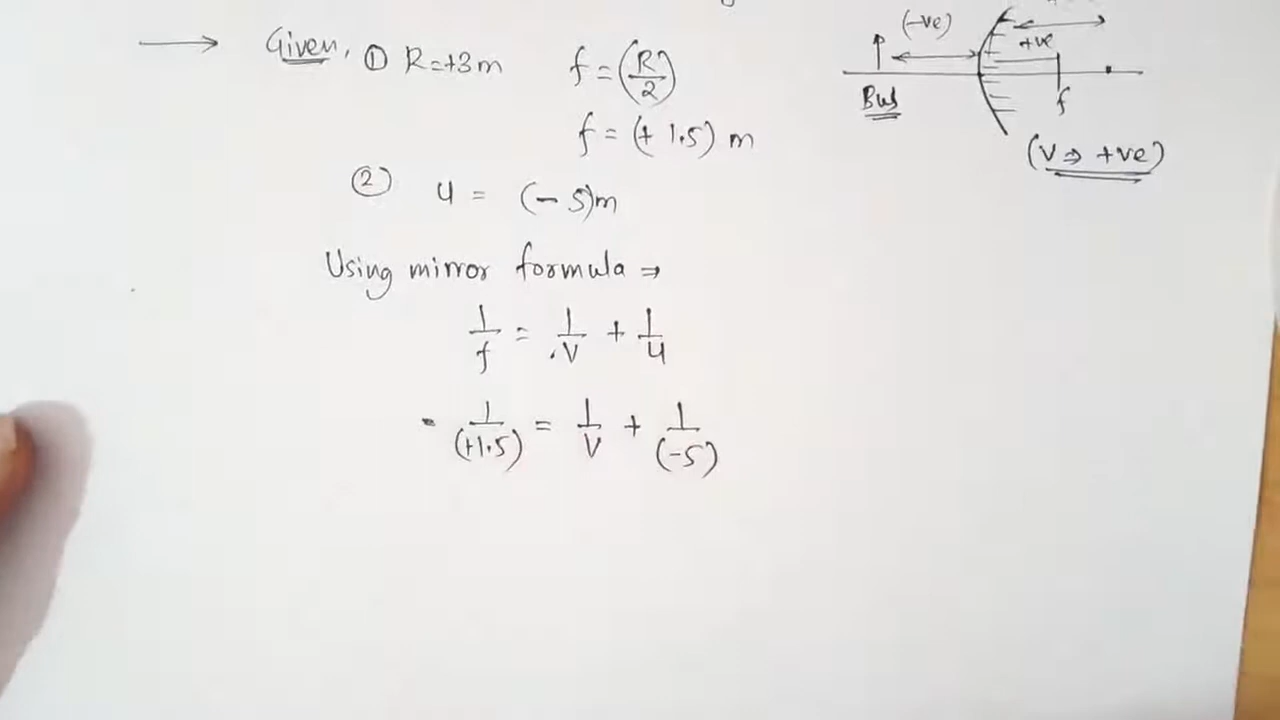 → Given, ① R=+3m f = (R/2)
f = (+ 1.5) m
② u = (- 5)m
Using mirror formula ⇒
1/f = 1/v + 1/u
1/(+1.5) = 1/v + 1/(-5)
(-ve)
+ve
Bus
f
(V ⇒ +ve)